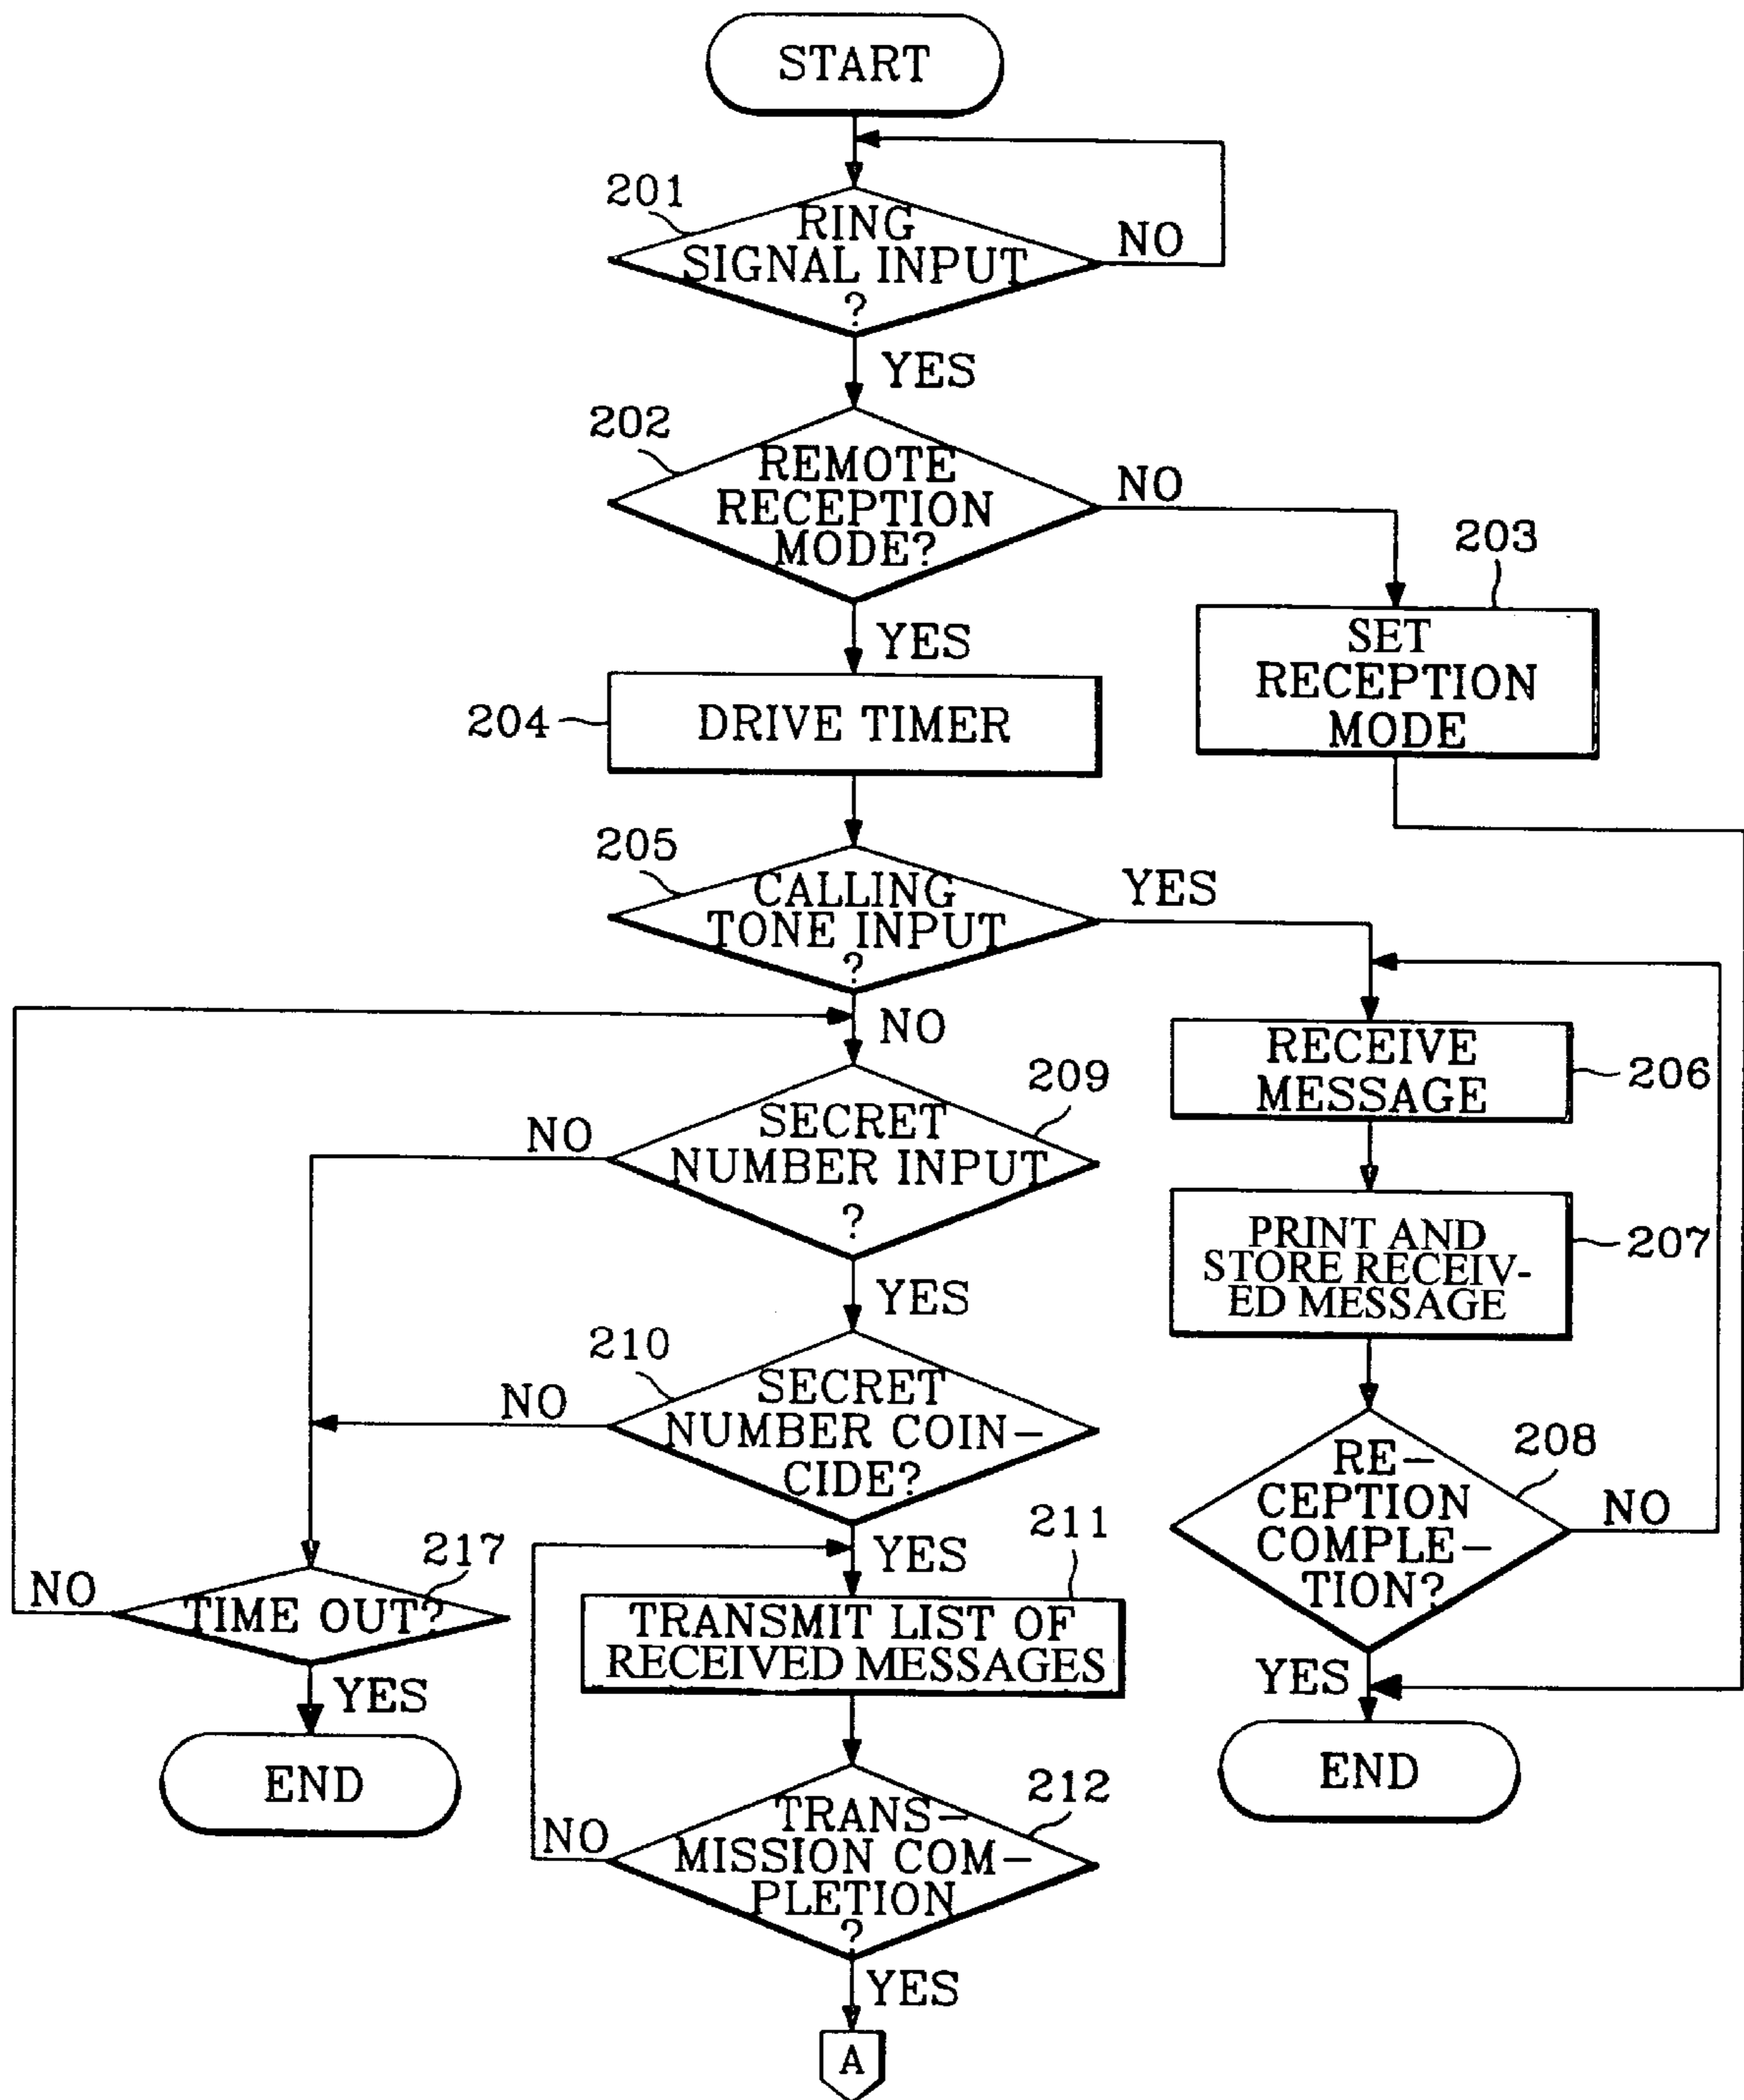 START
201
RING
SIGNAL INPUT
?
NO
YES
202
REMOTE
RECEPTION
MODE?
NO
203
SET
RECEPTION
MODE
YES
204
DRIVE TIMER
205
CALLING
TONE INPUT
?
YES
NO
RECEIVE
MESSAGE
206
209
SECRET
NUMBER INPUT
?
NO
PRINT AND
STORE RECEIV-
ED MESSAGE
207
YES
210
SECRET
NUMBER COIN-
CIDE?
NO
208
RE-
CEPTION
COMPLE-
TION?
NO
YES
211
217
TIME OUT?
NO
TRANSMIT LIST OF
RECEIVED MESSAGES
YES
YES
END
END
212
TRANS-
MISSION COM-
PLETION
?
NO
YES
A